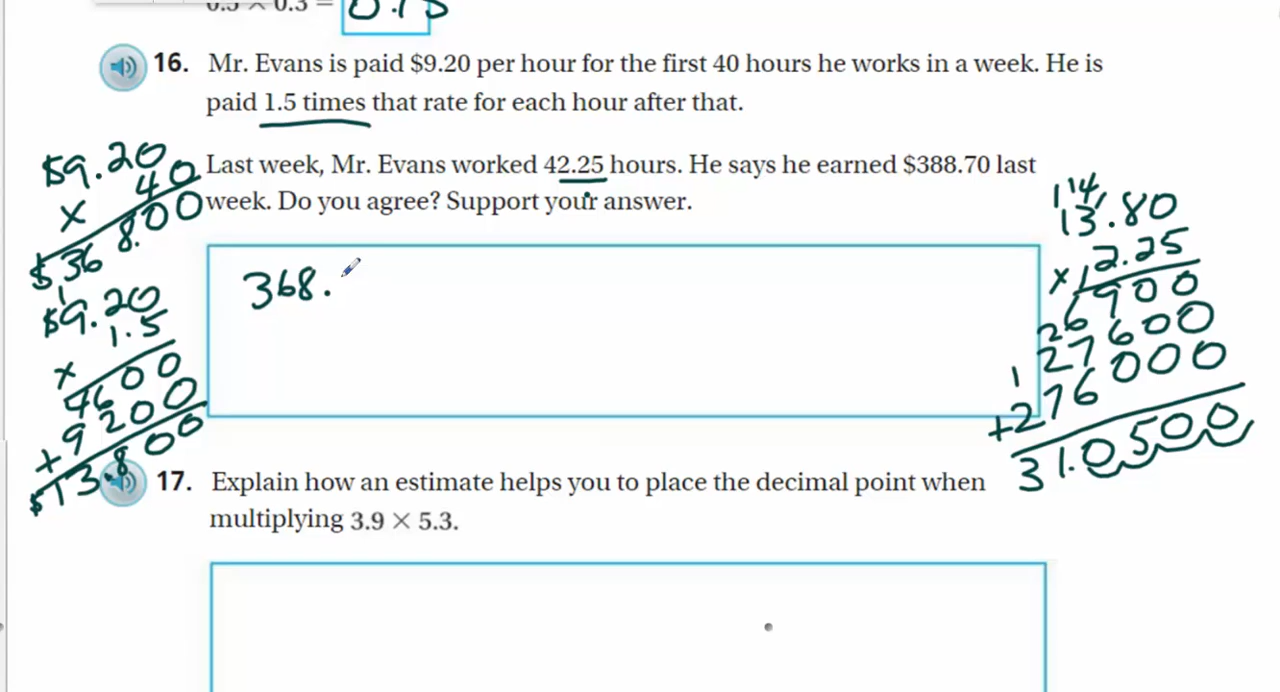 0.5 × 0.3 = 0.15
16. Mr. Evans is paid $9.20 per hour for the first 40 hours he works in a week. He is
paid 1.5 times that rate for each hour after that.
Last week, Mr. Evans worked 42.25 hours. He says he earned $388.70 last
week. Do you agree? Support your answer.
$9.20
× 40
$368.00
1
$9.20
× 1.5
4600
+9200
$13.800
368.
1 14
13.80
× 2.25
6900
27600
+276000
31.0500
17. Explain how an estimate helps you to place the decimal point when
multiplying 3.9 × 5.3.